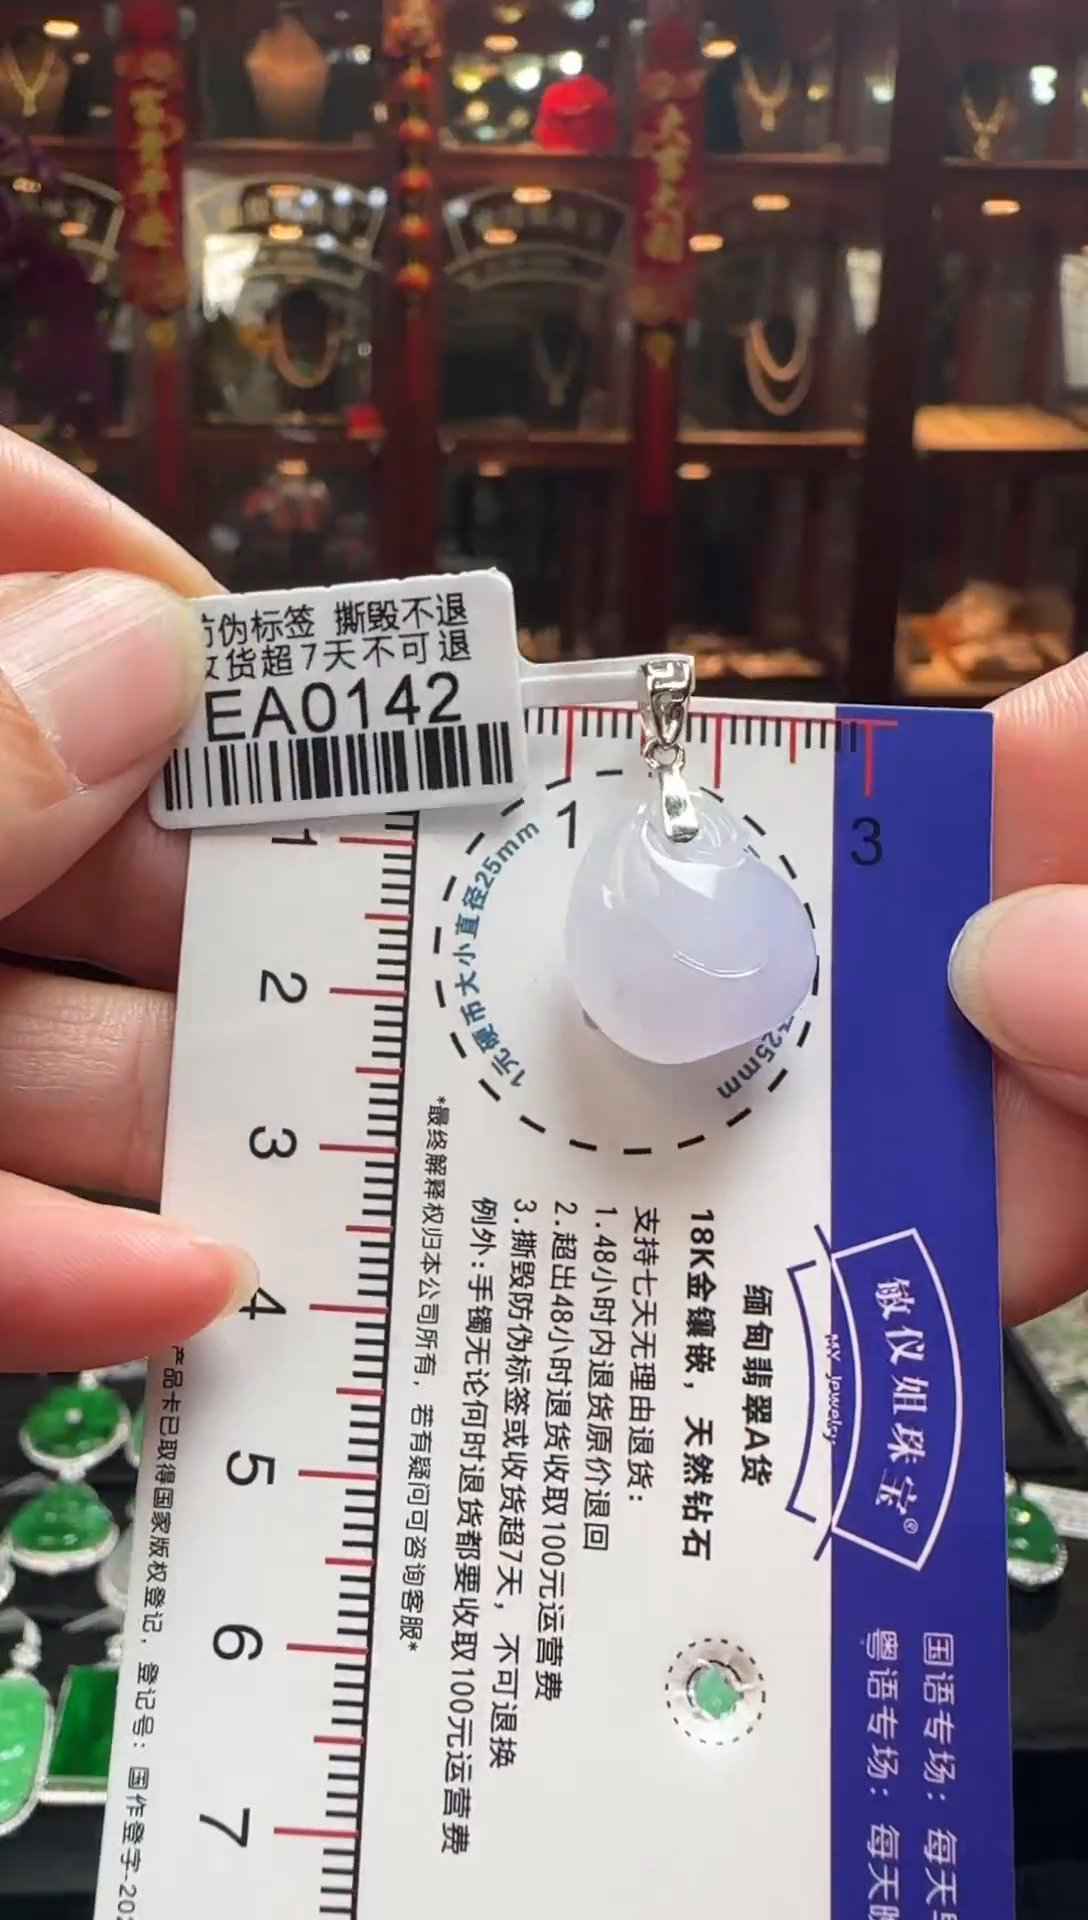 富贵平安
大吉大利
伪标签 撕毁不退
货超7天不可退
EA0142
1
3
1
2
3
4
5
6
7
1元硬币大小直径25mm
25mm
敏仪姐珠宝®
MY Jewelry
国语专场：每天
粤语专场：每天
缅甸翡翠A货
18K金镶嵌，天然钻石
支持七天无理由退货：
1.48小时内退货原价退回
2.超出48小时退货收取100元运营费
3.撕毁防伪标签或收货超7天，不可退换
例外：手镯无论何时退货都要收取100元运营费
*最终解释权归本公司所有，若有疑问可咨询客服*
产品卡已取得国家版权登记，登记号：国作登字-202